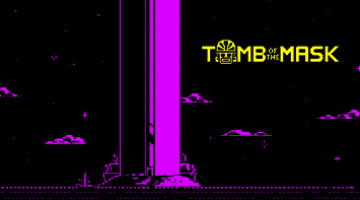 TOMB OF THE MASK